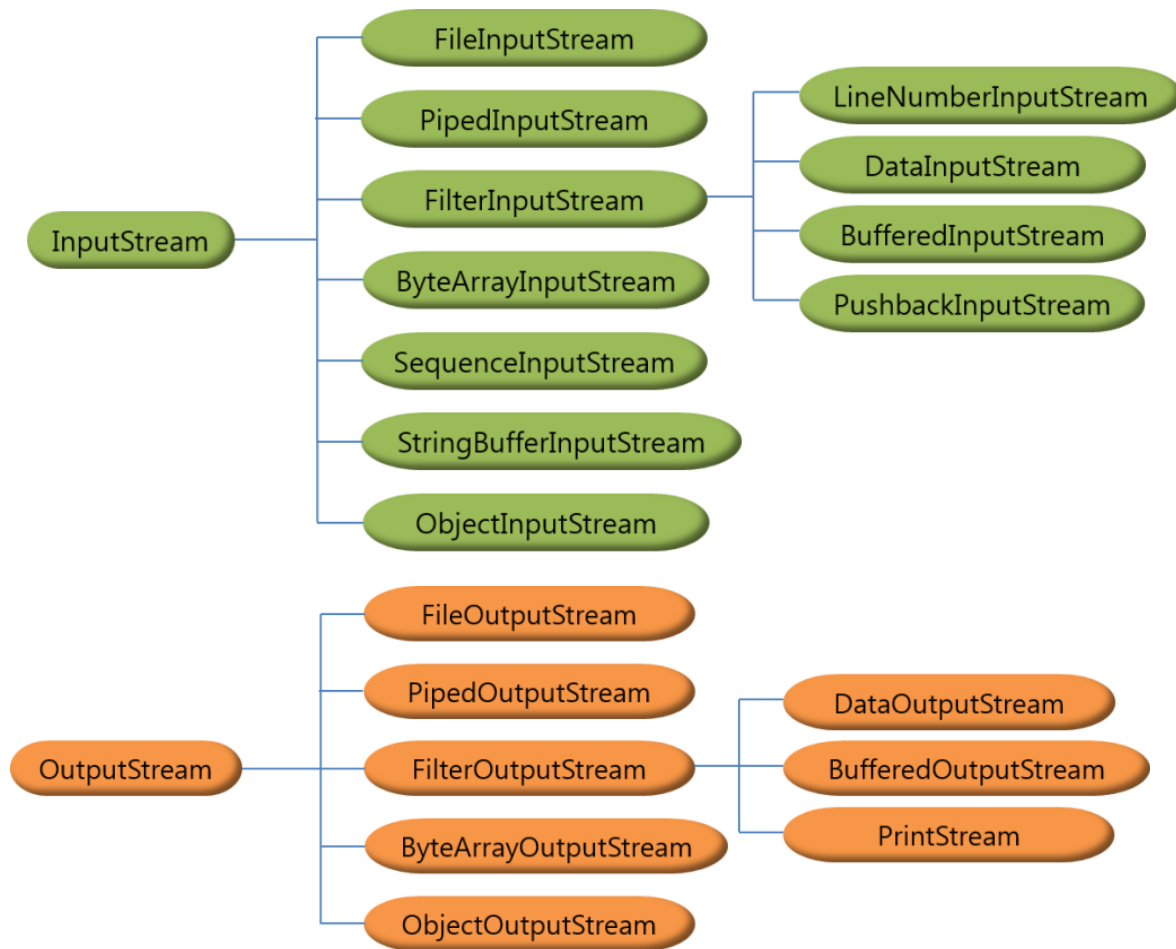 FileInputStream
PipedInputStream
FilterInputStream
InputStream
ByteArrayInputStream
SequenceInputStream
StringBufferInputStream
ObjectInputStream
LineNumberInputStream
DataInputStream
BufferedInputStream
PushbackInputStream
FileOutputStream
PipedOutputStream
FilterOutputStream
OutputStream
ByteArrayOutputStream
ObjectOutputStream
DataOutputStream
BufferedOutputStream
PrintStream